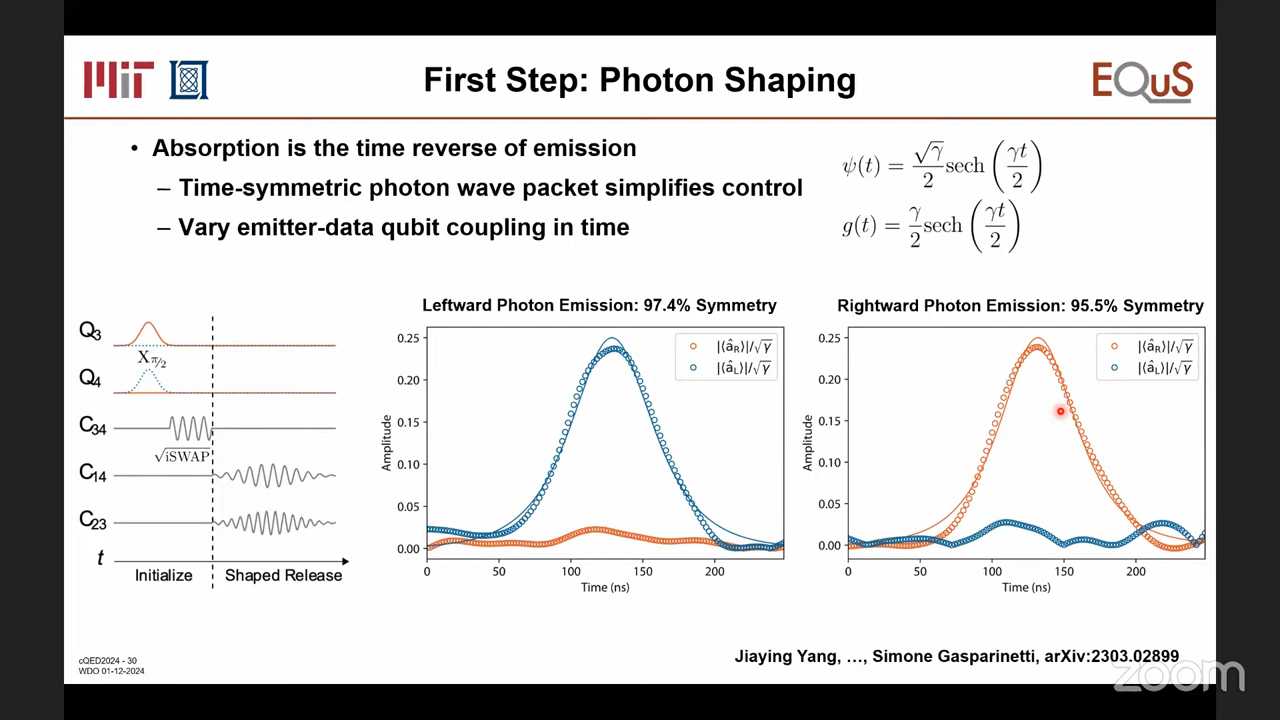 MIT
First Step: Photon Shaping
EQuS
• Absorption is the time reverse of emission
– Time-symmetric photon wave packet simplifies control
– Vary emitter-data qubit coupling in time
ψ(t) = √γ/2 sech (γt/2)
g(t) = γ/2 sech (γt/2)
Q3
Xπ/2
Q4
C34
√iSWAP
C14
C23
t
Initialize
Shaped Release
Leftward Photon Emission: 97.4% Symmetry
|⟨âR⟩|/√γ
|⟨âL⟩|/√γ
Amplitude
0.25
0.20
0.15
0.10
0.05
0.00
0 50 100 150 200
Time (ns)
Rightward Photon Emission: 95.5% Symmetry
|⟨âR⟩|/√γ
|⟨âL⟩|/√γ
Amplitude
0.25
0.20
0.15
0.10
0.05
0.00
0 50 100 150 200
Time (ns)
cQED2024 - 30
WDO 01-12-2024
Jiaying Yang, …, Simone Gasparinetti, arXiv:2303.02899
zoom